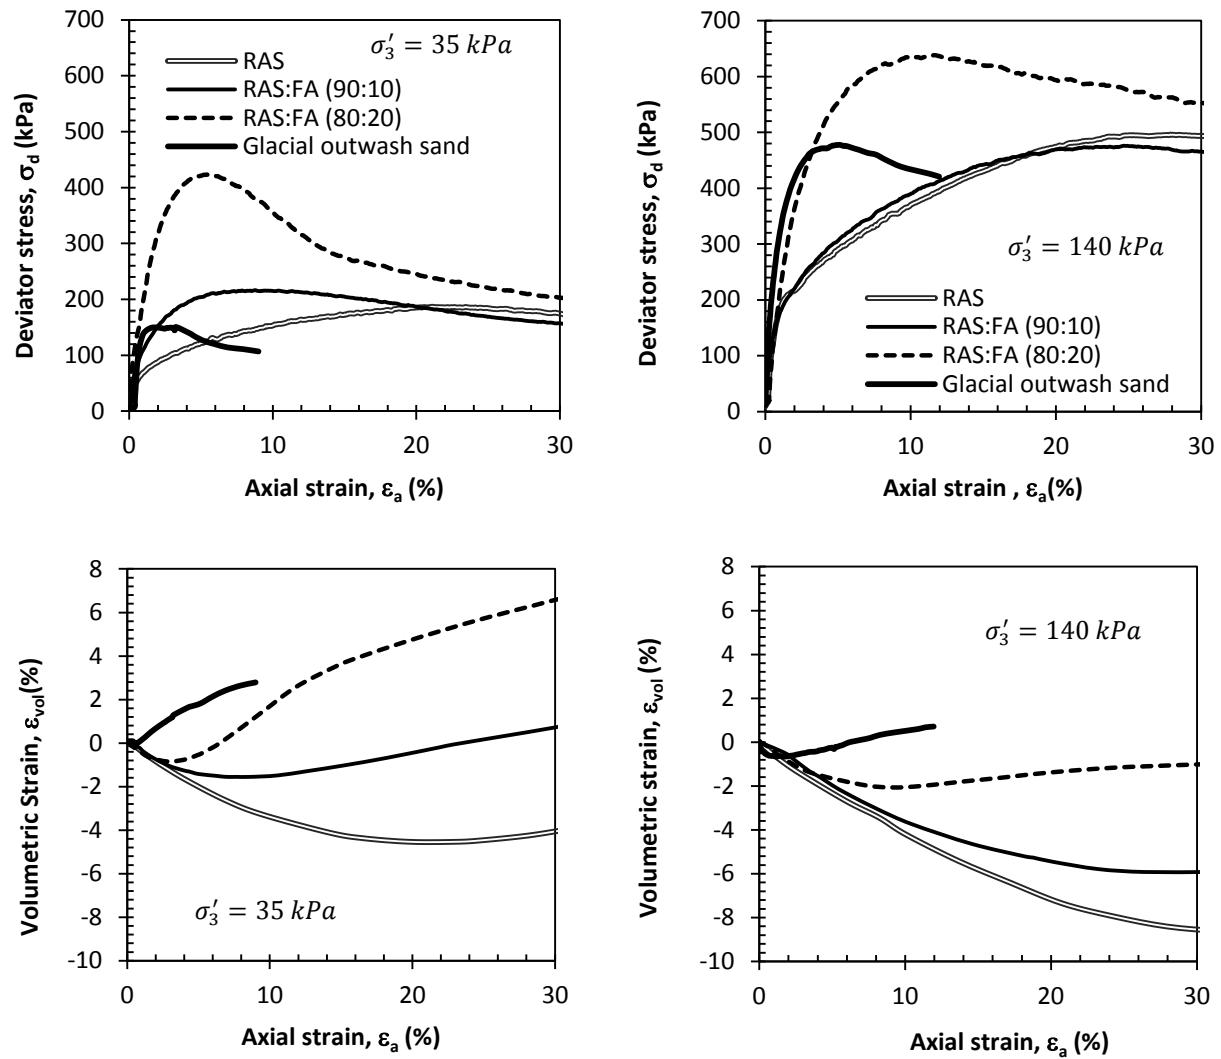 700
600
500
400
300
200
100
0
Deviator stress, σd (kPa)
σ′3 = 35 kPa
RAS
RAS:FA (90:10)
RAS:FA (80:20)
Glacial outwash sand
0 10 20 30
Axial strain, εa (%)
700
600
500
400
300
200
100
0
Deviator stress, σd (kPa)
σ′3 = 140 kPa
RAS
RAS:FA (90:10)
RAS:FA (80:20)
Glacial outwash sand
0 10 20 30
Axial strain , εa(%)
8
6
4
2
0
-2
-4
-6
-8
-10
Volumetric Strain, εvol(%)
σ′3 = 35 kPa
0 10 20 30
Axial strain, εa (%)
8
6
4
2
0
-2
-4
-6
-8
-10
Volumetric strain, εvol (%)
σ′3 = 140 kPa
0 10 20 30
Axial strain, εa (%)